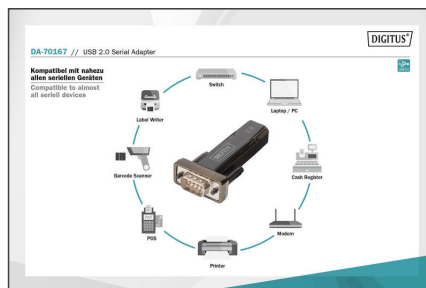 DIGITUS®
DA-70167 // USB 2.0 Serial Adapter
Kompatibel mit nahezu
allen seriellen Geräten
Compatible to almost
all seriell devices
Switch
Label Writer
Laptop / PC
DIGITUS
Barcode Scanner
Cash Register
POS
Modem
Printer